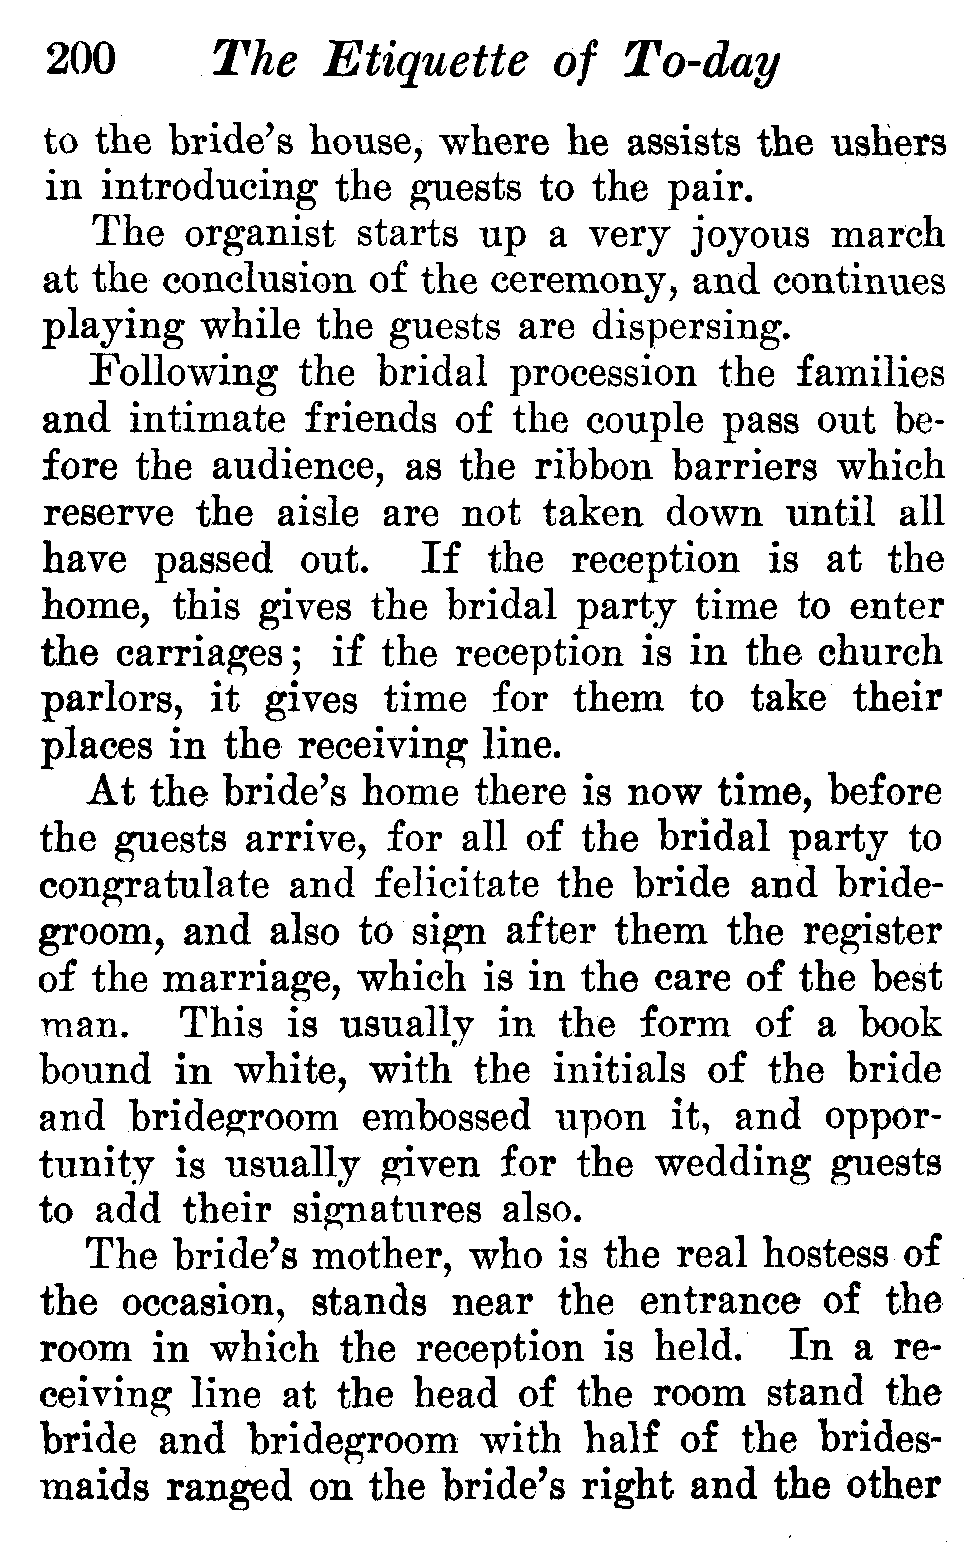 200 The Etiquette of To-day
to the bride's house, where he assists the ushers
in introducing the guests to the pair.
The organist starts up a very joyous march
at the conclusion of the ceremony, and continues
playing while the guests are dispersing.
Following the bridal procession the families
and intimate friends of the couple pass out be-
fore the audience, as the ribbon barriers which
reserve the aisle are not taken down until all
have passed out. If the reception is at the
home, this gives the bridal party time to enter
the carriages; if the reception is in the church
parlors, it gives time for them to take their
places in the receiving line.
At the bride's home there is now time, before
the guests arrive, for all of the bridal party to
congratulate and felicitate the bride and bride-
groom, and also to sign after them the register
of the marriage, which is in the care of the best
man. This is usually in the form of a book
bound in white, with the initials of the bride
and bridegroom embossed upon it, and oppor-
tunity is usually given for the wedding guests
to add their signatures also.
The bride's mother, who is the real hostess of
the occasion, stands near the entrance of the
room in which the reception is held. In a re-
ceiving line at the head of the room stand the
bride and bridegroom with half of the brides-
maids ranged on the bride's right and the other